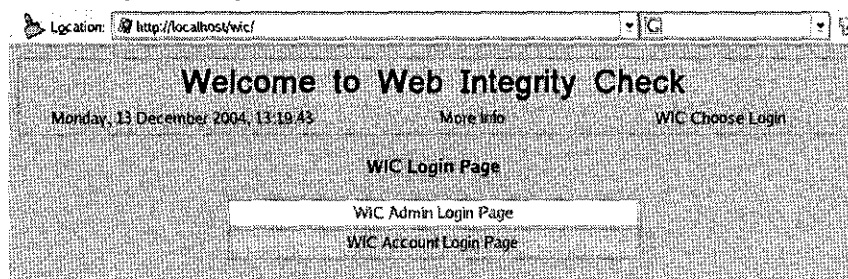 Location: http://localhost/wic/
Welcome to Web Integrity Check
Monday, 13 December 2004, 13:19:43 More Info WIC Choose Login
WIC Login Page
WIC Admin Login Page
WIC Account Login Page